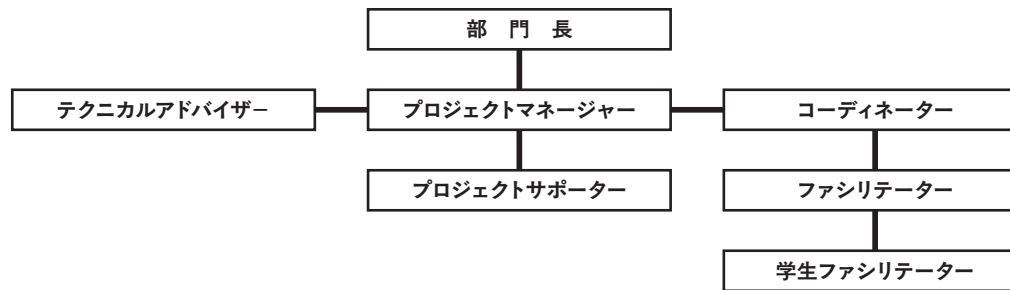 部　門　長
テクニカルアドバイザー
プロジェクトマネージャー
コーディネーター
プロジェクトサポーター
ファシリテーター
学生ファシリテーター